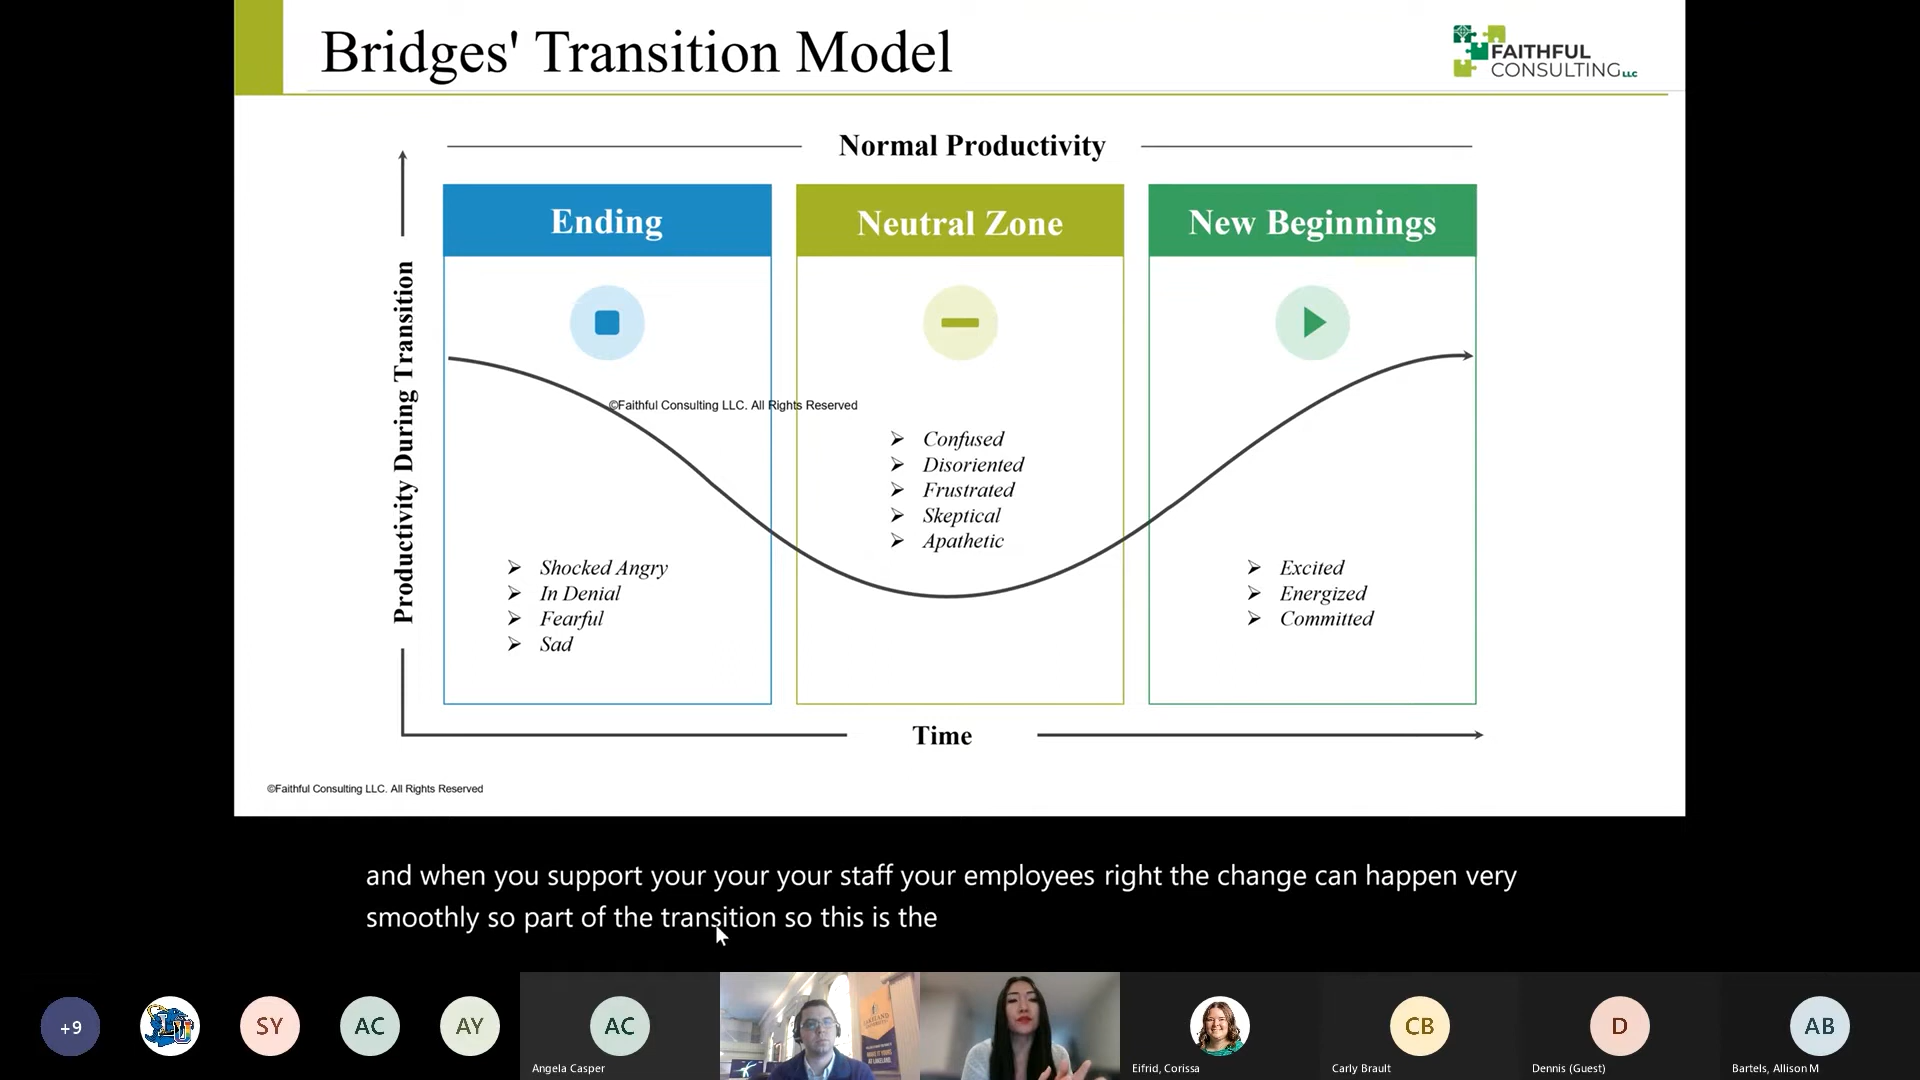 Bridges' Transition Model
FAITHFUL
CONSULTING LLC
Normal Productivity
Productivity During Transition
Ending
Neutral Zone
New Beginnings
©Faithful Consulting LLC. All Rights Reserved
➢ Shocked Angry
➢ In Denial
➢ Fearful
➢ Sad
➢ Confused
➢ Disoriented
➢ Frustrated
➢ Skeptical
➢ Apathetic
➢ Excited
➢ Energized
➢ Committed
Time
©Faithful Consulting LLC. All Rights Reserved
and when you support your your your staff your employees right the change can happen very
smoothly so part of the transition so this is the
+9
LU
SY
AC
AY
AC
Angela Casper
Eifrid, Corissa
CB
Carly Brault
D
Dennis (Guest)
AB
Bartels, Allison M